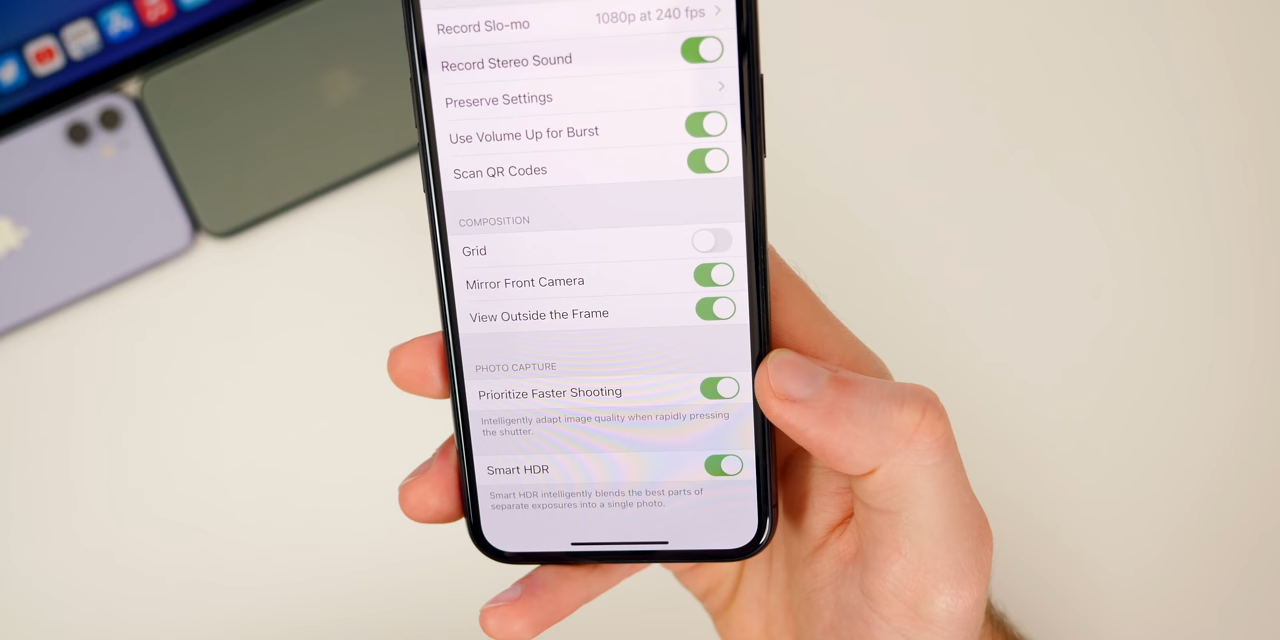 Record Slo-mo 1080p at 240 fps
Record Stereo Sound
Preserve Settings
Use Volume Up for Burst
Scan QR Codes
COMPOSITION
Grid
Mirror Front Camera
View Outside the Frame
PHOTO CAPTURE
Prioritize Faster Shooting
Intelligently adapt image quality when rapidly pressing
the shutter.
Smart HDR
Smart HDR intelligently blends the best parts of
separate exposures into a single photo.